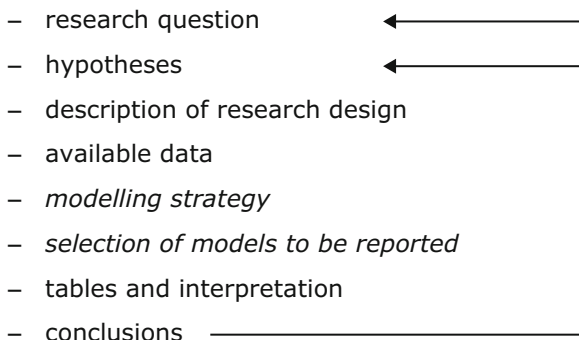 – research question
– hypotheses
– description of research design
– available data
– modelling strategy
– selection of models to be reported
– tables and interpretation
– conclusions